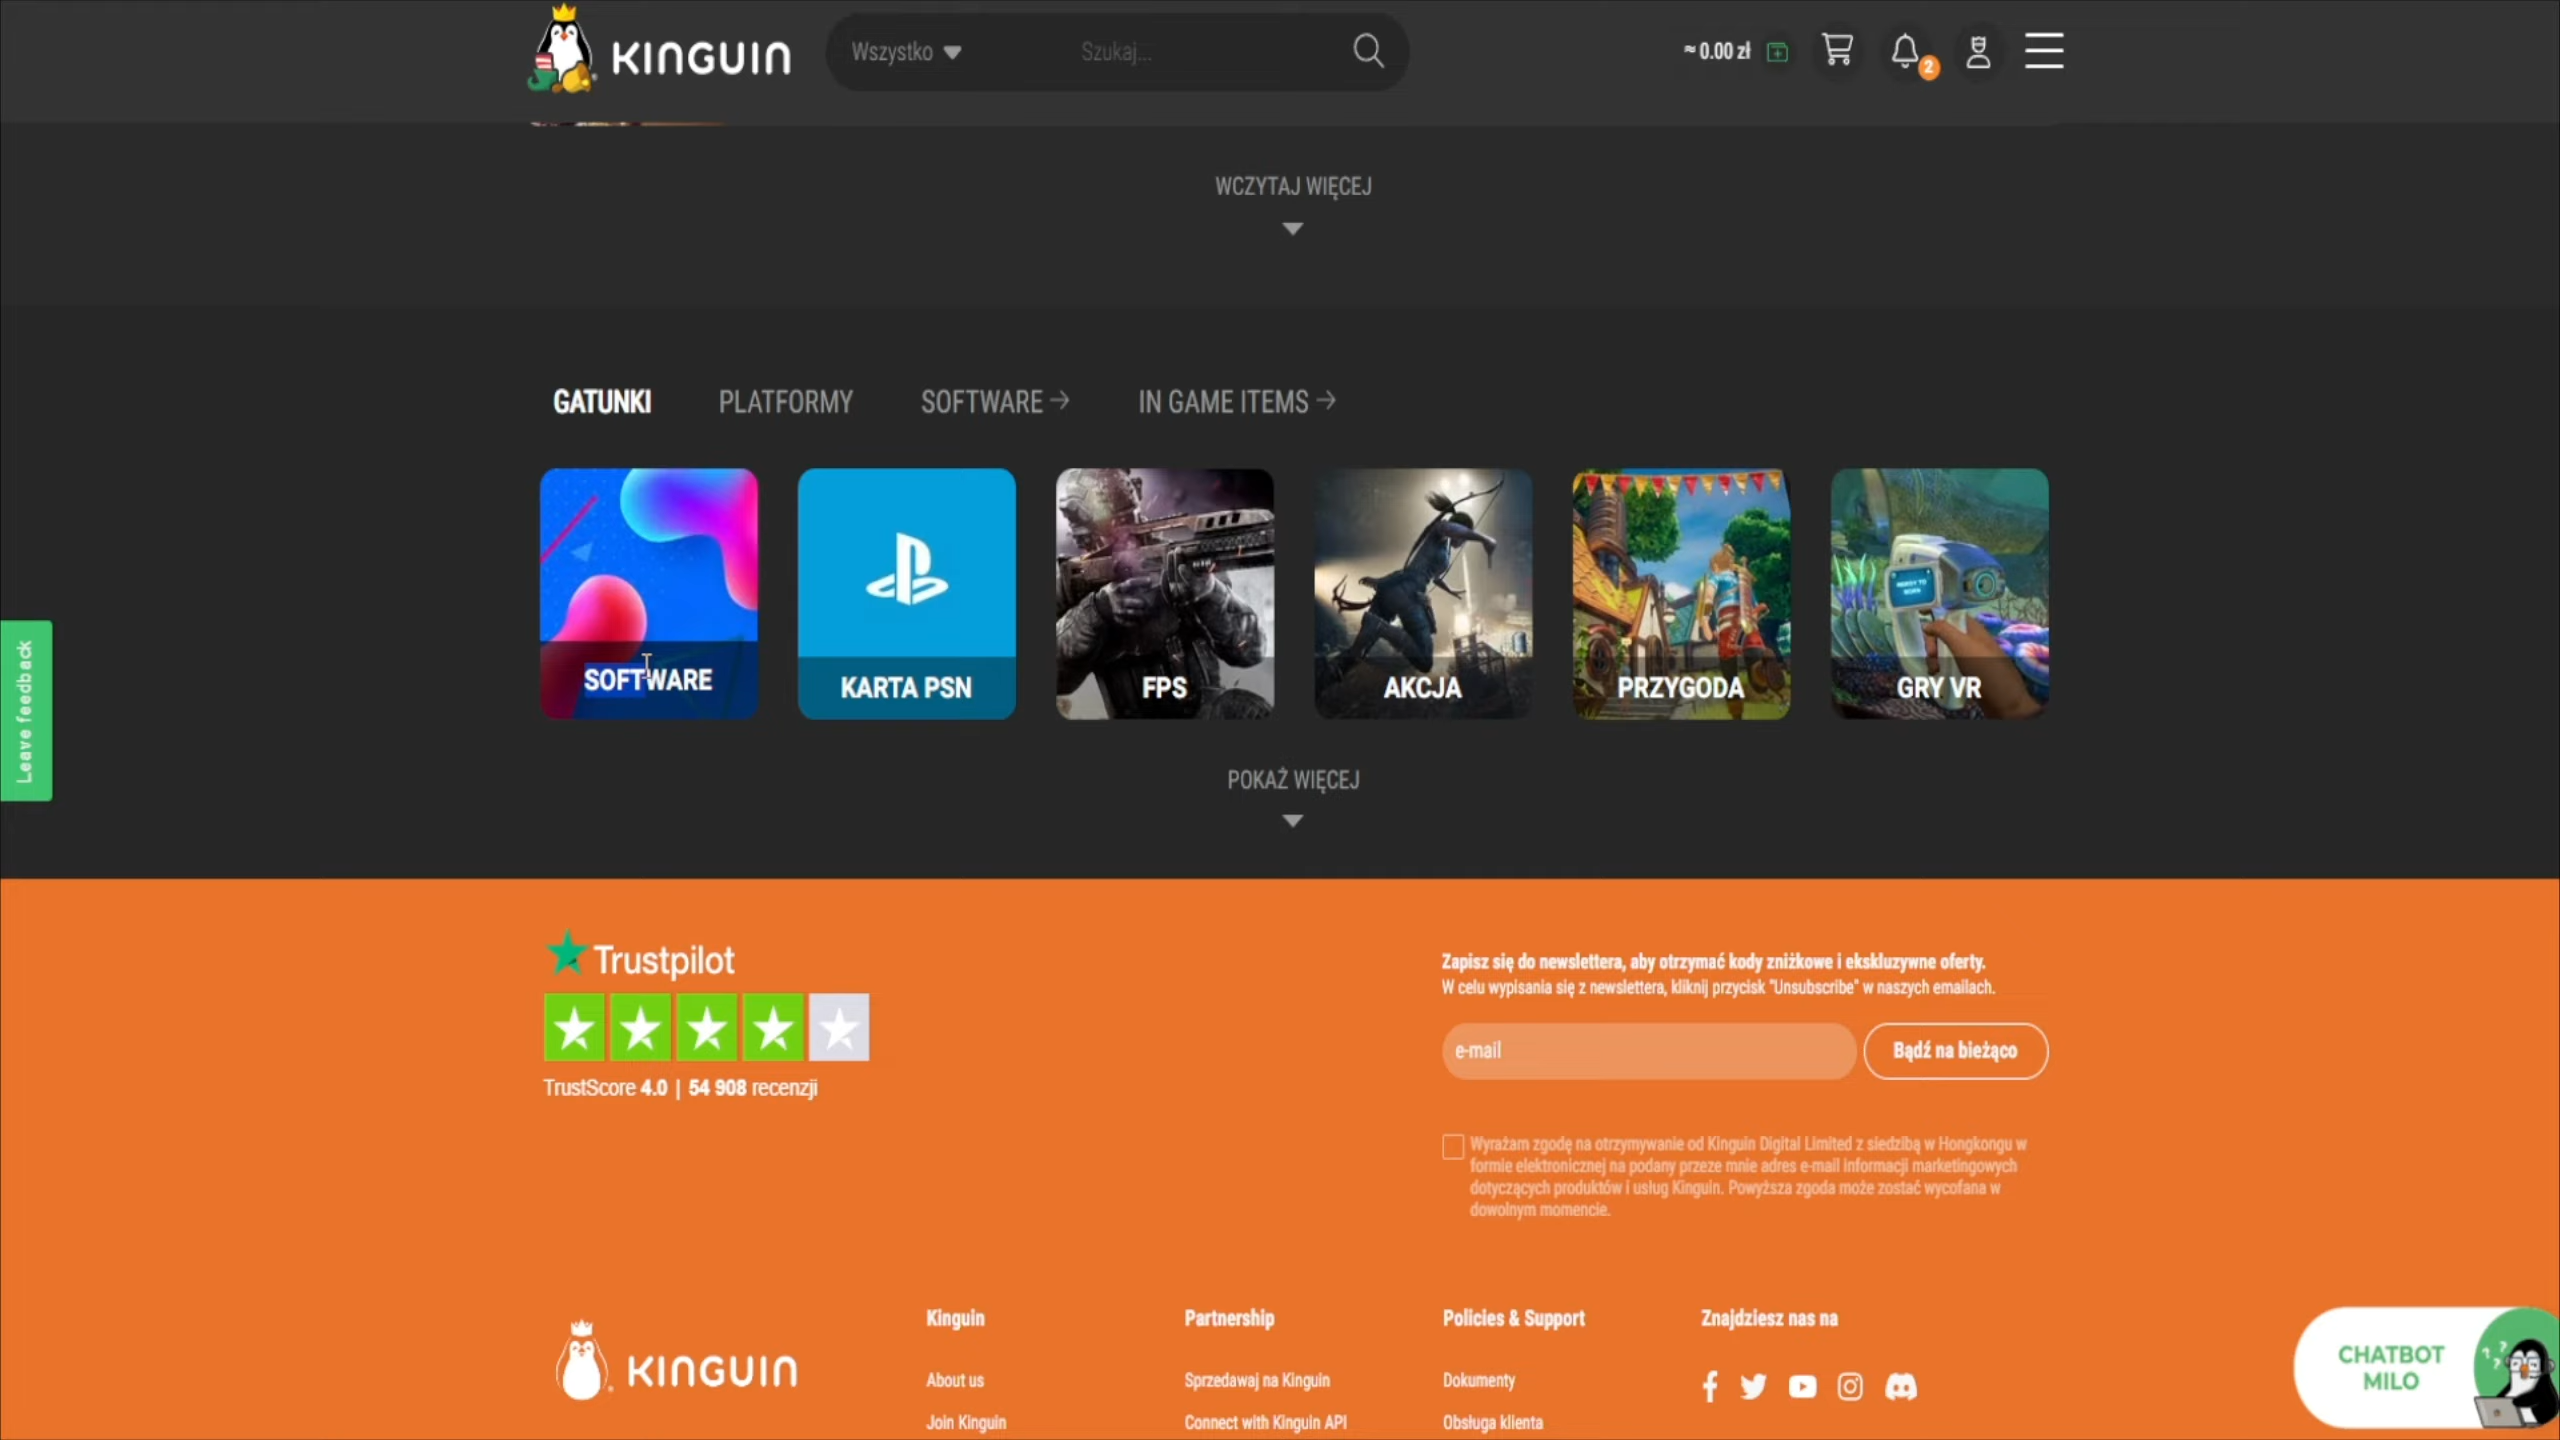 KINGUIN
Wszystko
Szukaj...
≈ 0.00 zł
2
WCZYTAJ WIĘCEJ
GATUNKI
PLATFORMY
SOFTWARE →
IN GAME ITEMS →
SOFTWARE
KARTA PSN
FPS
AKCJA
PRZYGODA
GRY VR
Leave feedback
POKAŻ WIĘCEJ
Trustpilot
TrustScore 4.0 | 54 908 recenzji
Zapisz się do newslettera, aby otrzymać kody zniżkowe i ekskluzywne oferty.
W celu wypisania się z newslettera, kliknij przycisk "Unsubscribe" w naszych emailach.
e-mail
Bądź na bieżąco
Wyrażam zgodę na otrzymywanie od Kinguin Digital Limited z siedzibą w Hongkongu w
formie elektronicznej na podany przeze mnie adres e-mail informacji marketingowych
dotyczących produktów i usług Kinguin. Powyższa zgoda może zostać wycofana w
dowolnym momencie.
KINGUIN
Kinguin
About us
Join Kinguin
Partnership
Sprzedawaj na Kinguin
Connect with Kinguin API
Policies & Support
Dokumenty
Obsługa klienta
Znajdziesz nas na
CHATBOT
MILO